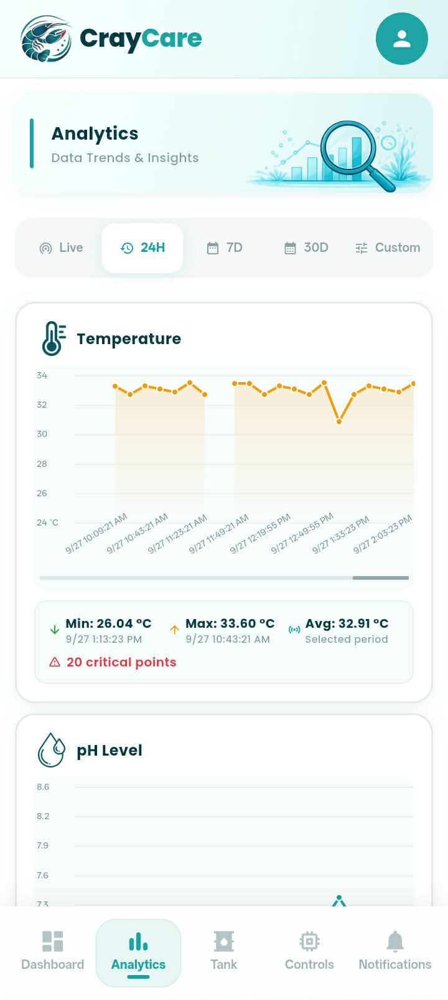 CrayCare
Analytics
Data Trends & Insights
Live 24H 7D 30D Custom
Temperature
34
32
30
28
26
24 °C
9/27 10:09:21 AM 9/27 10:43:21 AM 9/27 11:23:21 AM 9/27 11:49:21 AM 9/27 12:19:55 PM 9/27 12:49:55 PM 9/27 1:33:23 PM 9/27 2:03:23 PM
Min: 26.04 °C Max: 33.60 °C Avg: 32.91 °C
9/27 1:13:23 PM 9/27 10:43:21 AM Selected period
20 critical points
pH Level
8.6
8.2
7.9
7.6
7.3
Dashboard Analytics Tank Controls Notifications